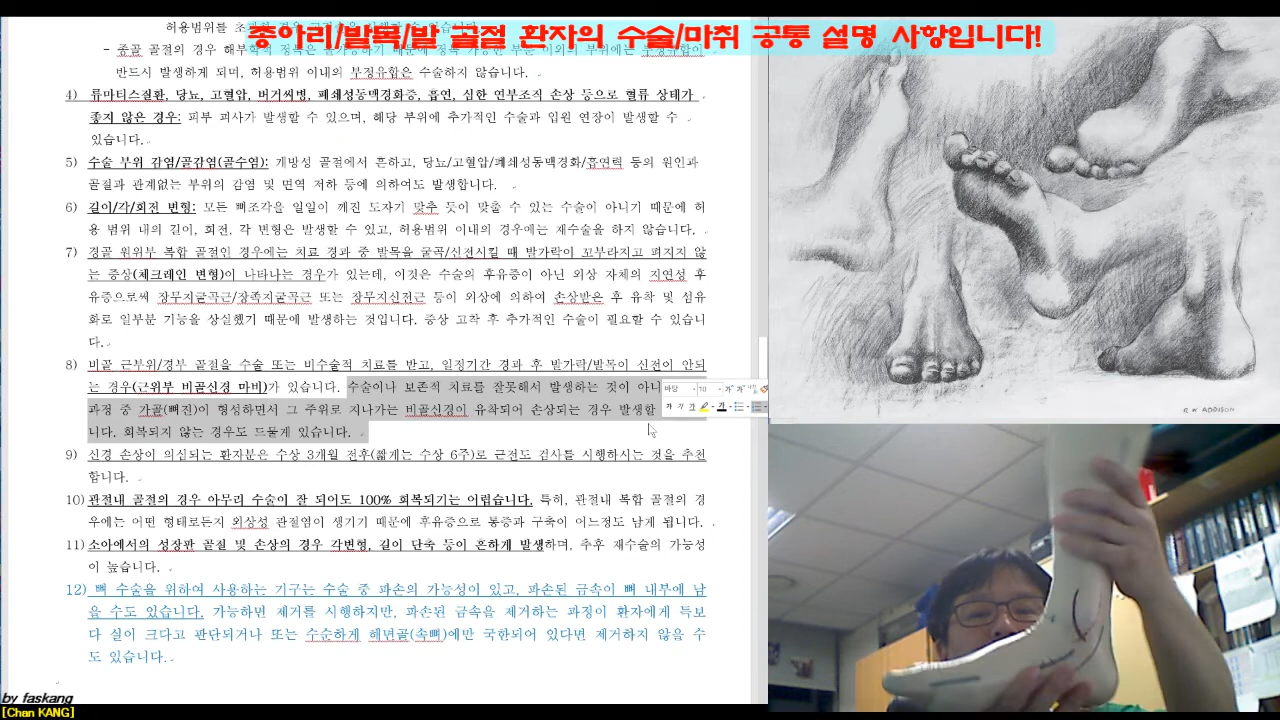 종아리/발목/발 골절 환자의 수술/마취 공통 설명 사항입니다!
허용범위를
- 종골 골절의 경우
반드시 발생하게 되며, 허용범위 이내의 부정유합은 수술하지 않습니다.
4) 류마티스질환, 당뇨, 고혈압, 버거씨병, 폐쇄성동맥경화증, 흡연, 심한 연부조직 손상 등으로 혈류 상태가
좋지 않은 경우: 피부 괴사가 발생할 수 있으며, 해당 부위에 추가적인 수술과 입원 연장이 발생할 수
있습니다.
5) 수술 부위 감염/골감염(골수염): 개방성 골절에서 흔하고, 당뇨/고혈압/폐쇄성동맥경화/흡연력 등의 원인과
골절과 관계없는 부위의 감염 및 면역 저하 등에 의하여도 발생합니다.
6) 길이/각/회전 변형: 모든 뼈조각을 일일이 깨진 도자기 맞추 듯이 맞출 수 있는 수술이 아니기 때문에 허
용 범위 내의 길이, 회전, 각 변형은 발생할 수 있고, 허용범위 이내의 경우에는 재수술을 하지 않습니다.
7) 경골 원위부 복합 골절인 경우에는 치료 경과 중 발목을 굴곡/신전시킬 때 발가락이 꼬부라지고 펴지지 않
는 증상(체크레인 변형)이 나타나는 경우가 있는데, 이것은 수술의 후유증이 아닌 외상 자체의 지연성 후
유증으로써 장무지굴곡근/장족지굴곡근 또는 장무지신전근 등이 외상에 의하여 손상받은 후 유착 및 섬유
화로 일부분 기능을 상실했기 때문에 발생하는 것입니다. 증상 고착 후 추가적인 수술이 필요할 수 있습니
다.
8) 비골 근부위/경부 골절을 수술 또는 비수술적 치료를 받고, 일정기간 경과 후 발가락/발목이 신전이 안되
는 경우(근위부 비골신경 마비)가 있습니다. 수술이나 보존적 치료를 잘못해서 발생하는 것이 아니
과정 중 가골(뼈진)이 형성하면서 그 주변으로 지나가는 비골신경이 되어 손상되는 경우 발생할
니다. 회복되지 않는 경우도 드물게 있습니다.
바탕 10 가 가
가 가 가 가
9) 신경 손상이 의심되는 환자분은 수상 3개월 전후(짧게는 수상 6주)로 근전도 검사를 시행하시는 것을 추천
합니다.
10) 관절내 골절의 경우 아무리 수술이 잘 되어도 100% 회복되기는 어렵습니다. 특히, 관절내 복합 골절의 경
우에는 어떤 형태로든지 외상성 관절염이 생기기 때문에 후유증으로 통증과 구축이 어느정도 남게 됩니다.
11) 소아에서의 성장판 골절 및 손상의 경우 각변형, 길이 단축 등이 흔하게 발생하며, 추후 재수술의 가능성
이 높습니다.
12) 뼈 수술을 위하여 사용하는 기구는 수술 중 파손의 가능성이 있고, 파손된 금속이 뼈 내부에 남
을 수도 있습니다. 가능하면 제거를 시행하지만, 파손된 금속을 제거하는 과정이 환자에게 득보
다 실이 크다고 판단되거나 또는 수순하게 해면골(속뼈)에만 국한되어 있다면 제거하지 않을 수
도 있습니다.
R W ADDISON
by faskang
[Chan KANG]